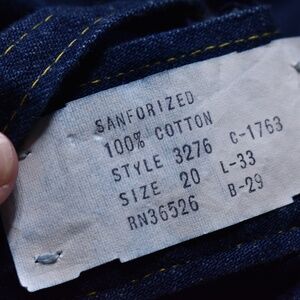 SANFORIZED
100% COTTON
STYLE 3276 C-1763
SIZE 20 L-33
RN36526 B-29